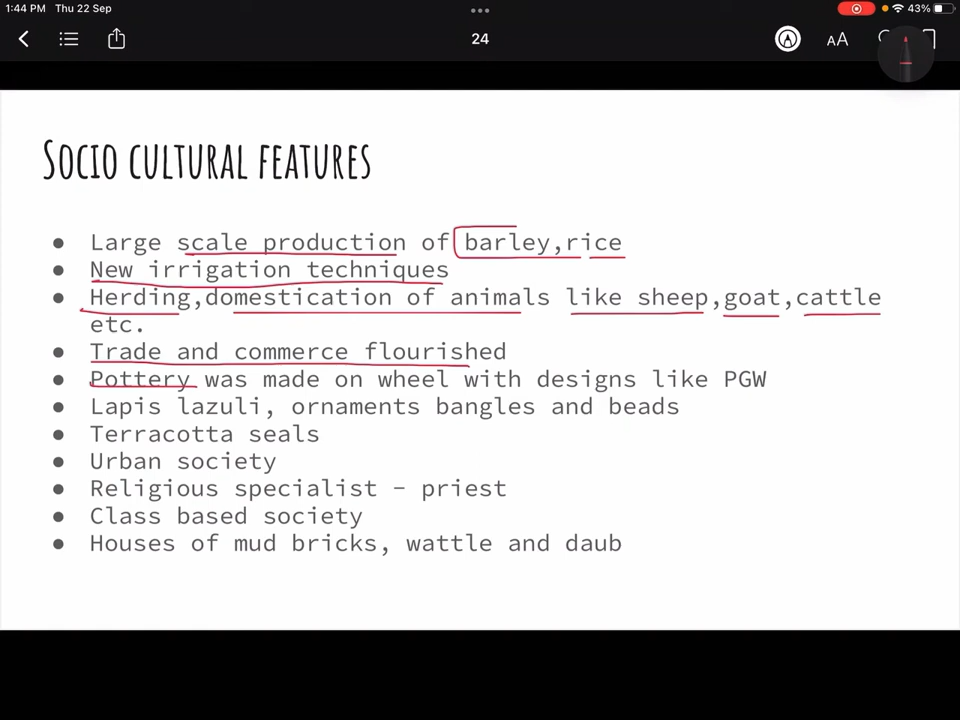 1:44 PM Thu 22 Sep
43%
24
AA
Socio cultural features
● Large scale production of barley,rice
● New irrigation techniques
● Herding,domestication of animals like sheep,goat,cattle
etc.
● Trade and commerce flourished
● Pottery was made on wheel with designs like PGW
● Lapis lazuli, ornaments bangles and beads
● Terracotta seals
● Urban society
● Religious specialist – priest
● Class based society
● Houses of mud bricks, wattle and daub